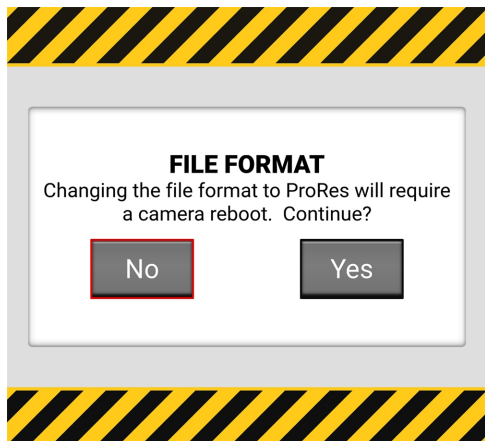 FILE FORMAT
Changing the file format to ProRes will require
a camera reboot.  Continue?
No
Yes